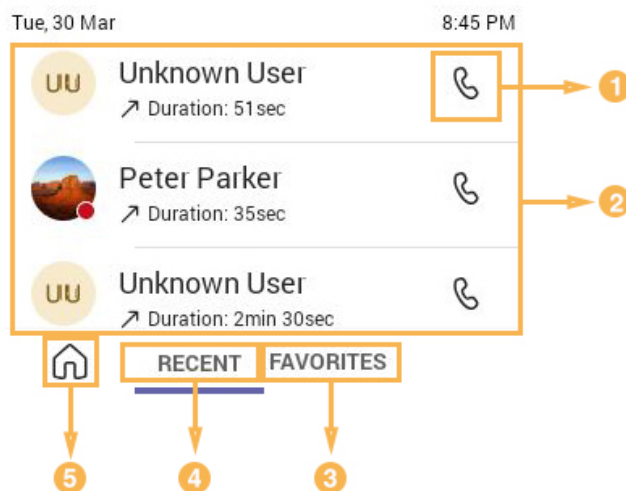 Tue, 30 Mar 8:45 PM
UU Unknown User
Duration: 51sec
1
Peter Parker
Duration: 35sec
2
UU Unknown User
Duration: 2min 30sec
RECENT FAVORITES
5 4 3